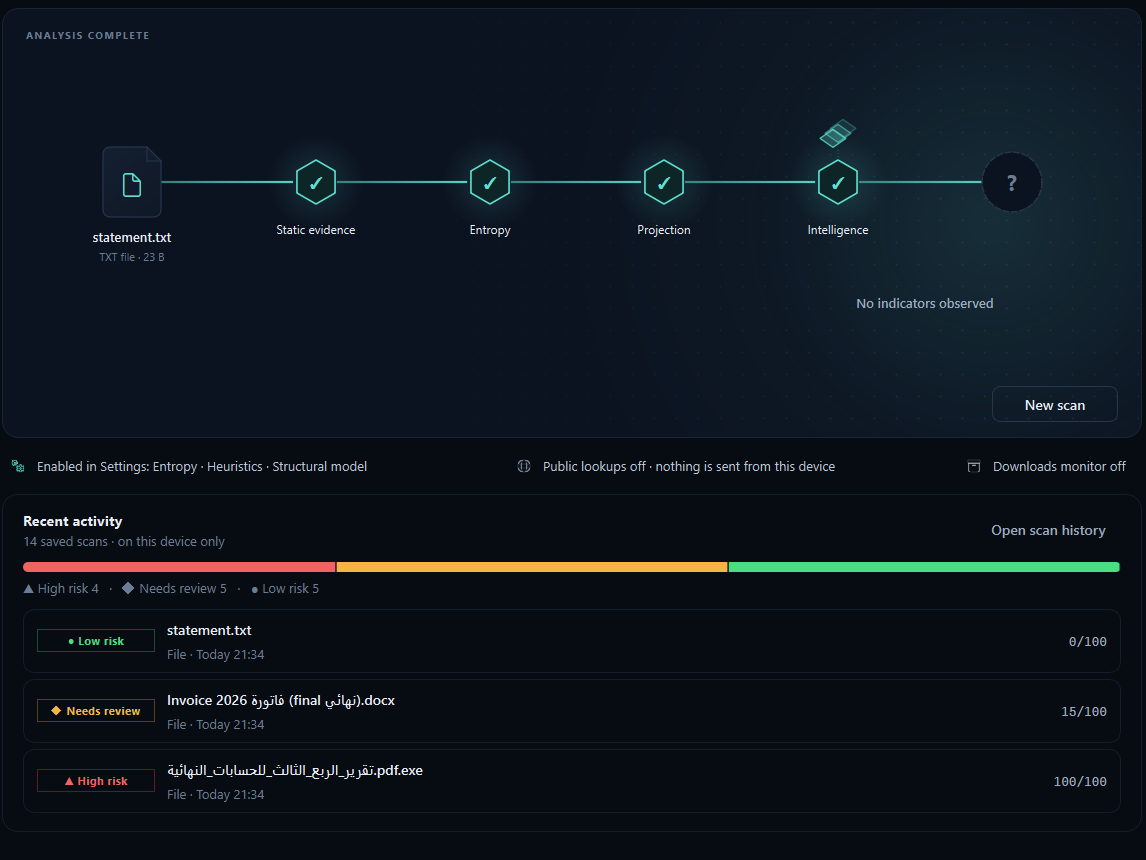 ANALYSIS COMPLETE
?
statement.txt
TXT file · 23 B
Static evidence
Entropy
Projection
Intelligence
No indicators observed
New scan
Enabled in Settings: Entropy · Heuristics · Structural model
Public lookups off · nothing is sent from this device
Downloads monitor off
Recent activity
14 saved scans · on this device only
Open scan history
▲ High risk 4 · ◆ Needs review 5 · ● Low risk 5
● Low risk
statement.txt
File · Today 21:34
0/100
◆ Needs review
Invoice 2026 فاتورة (final نهائي).docx
File · Today 21:34
15/100
▲ High risk
تقرير_الربع_الثالث_للحسابات_النهائية.pdf.exe
File · Today 21:34
100/100